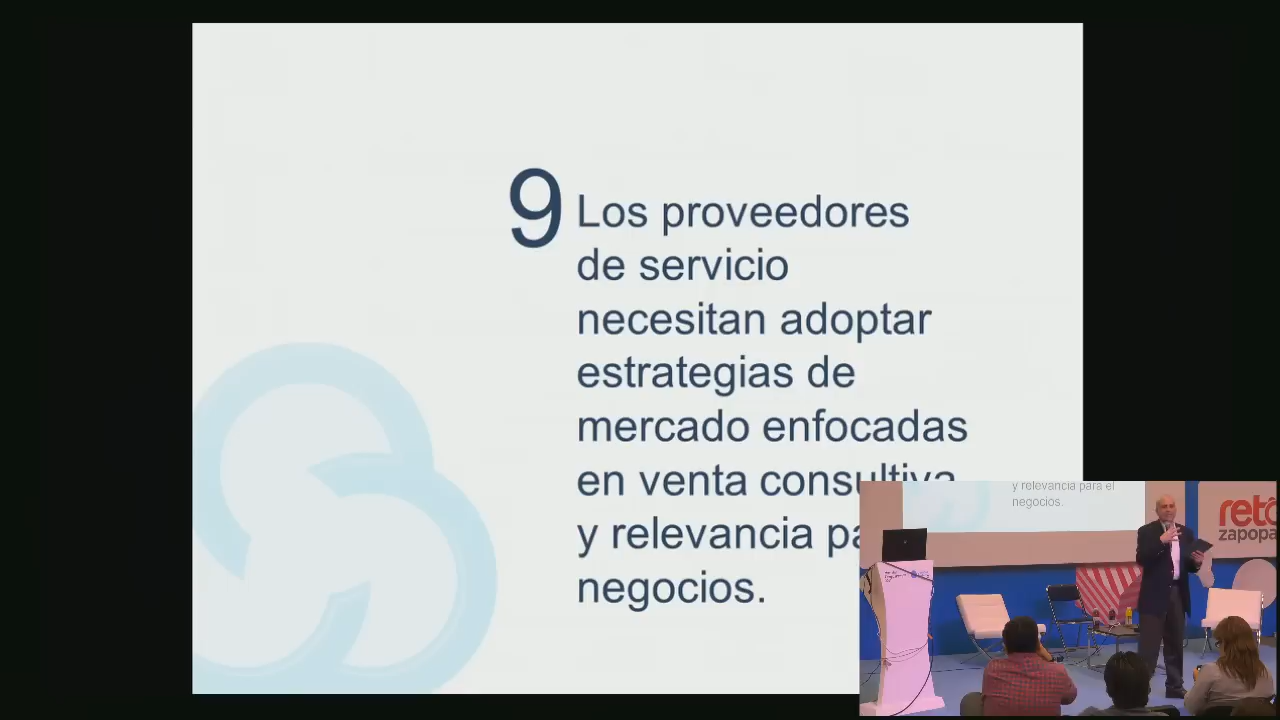 9 Los proveedores
de servicio
necesitan adoptar
estrategias de
mercado enfocadas
en venta consultiva
y relevancia
negocios.
y relevancia para el
negocios.
reto
zapopa